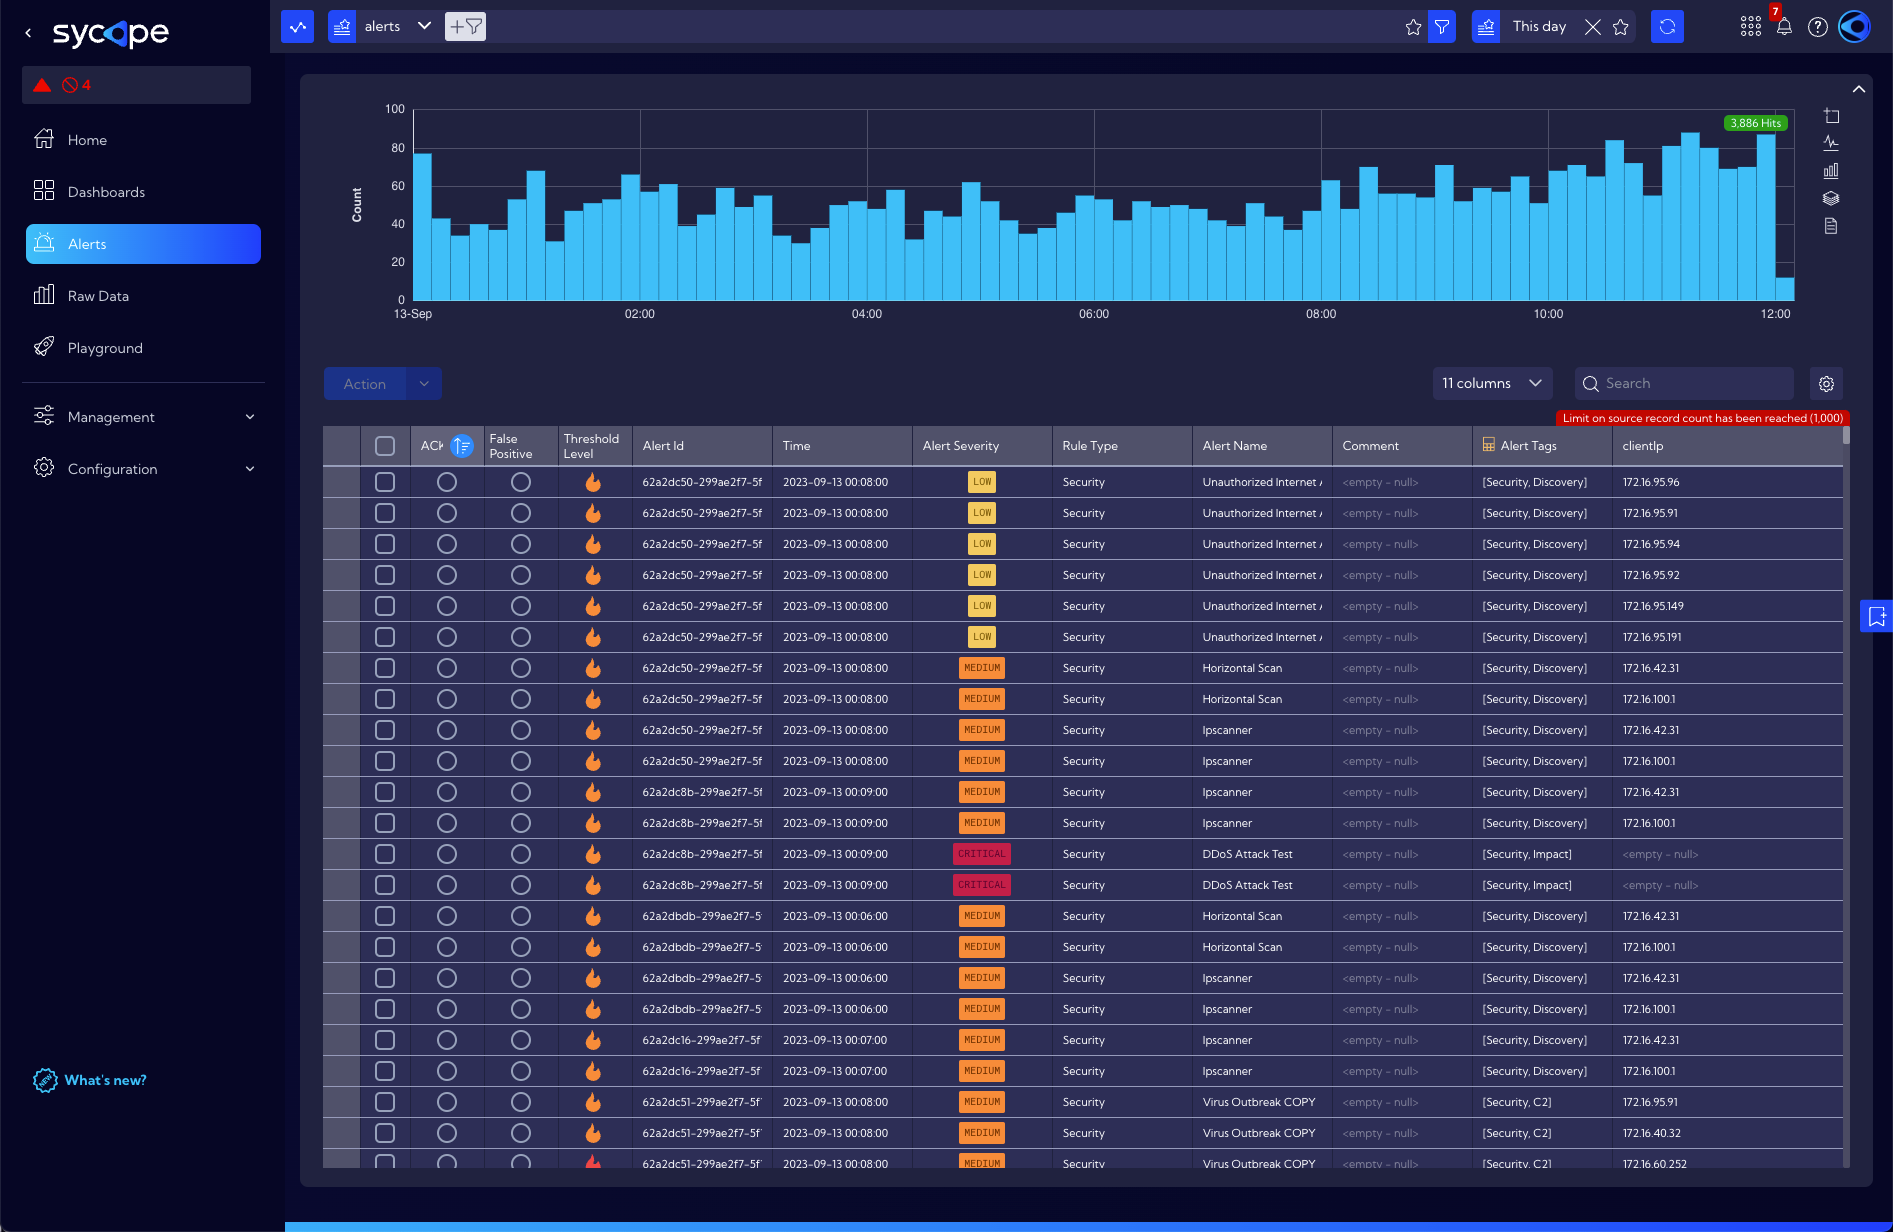 sycope
alerts
This day
7
4
Home
Dashboards
Alerts
Raw Data
Playground
Management
Configuration
What's new?
Count
100
80
60
40
20
0
3,886 Hits
13-Sep 02:00 04:00 06:00 08:00 10:00 12:00
Action
11 columns
Search
Limit on source record count has been reached (1,000)
ACK False Positive Threshold Level Alert Id Time Alert Severity Rule Type Alert Name Comment Alert Tags clientIp
62a2dc50-299ae2f7-5f 2023-09-13 00:08:00 LOW Security Unauthorized Internet <empty - null> [Security, Discovery] 172.16.95.96
62a2dc50-299ae2f7-5f 2023-09-13 00:08:00 LOW Security Unauthorized Internet <empty - null> [Security, Discovery] 172.16.95.91
62a2dc50-299ae2f7-5f 2023-09-13 00:08:00 LOW Security Unauthorized Internet <empty - null> [Security, Discovery] 172.16.95.94
62a2dc50-299ae2f7-5f 2023-09-13 00:08:00 LOW Security Unauthorized Internet <empty - null> [Security, Discovery] 172.16.95.92
62a2dc50-299ae2f7-5f 2023-09-13 00:08:00 LOW Security Unauthorized Internet <empty - null> [Security, Discovery] 172.16.95.149
62a2dc50-299ae2f7-5f 2023-09-13 00:08:00 LOW Security Unauthorized Internet <empty - null> [Security, Discovery] 172.16.95.191
62a2dc50-299ae2f7-5f 2023-09-13 00:08:00 MEDIUM Security Horizontal Scan <empty - null> [Security, Discovery] 172.16.42.31
62a2dc50-299ae2f7-5f 2023-09-13 00:08:00 MEDIUM Security Horizontal Scan <empty - null> [Security, Discovery] 172.16.100.1
62a2dc50-299ae2f7-5f 2023-09-13 00:08:00 MEDIUM Security Ipscanner <empty - null> [Security, Discovery] 172.16.42.31
62a2dc50-299ae2f7-5f 2023-09-13 00:08:00 MEDIUM Security Ipscanner <empty - null> [Security, Discovery] 172.16.100.1
62a2dc8b-299ae2f7-5f 2023-09-13 00:09:00 MEDIUM Security Ipscanner <empty - null> [Security, Discovery] 172.16.42.31
62a2dc8b-299ae2f7-5f 2023-09-13 00:09:00 MEDIUM Security Ipscanner <empty - null> [Security, Discovery] 172.16.100.1
62a2dc8b-299ae2f7-5f 2023-09-13 00:09:00 CRITICAL Security DDoS Attack Test <empty - null> [Security, Impact] <empty - null>
62a2dc8b-299ae2f7-5f 2023-09-13 00:09:00 CRITICAL Security DDoS Attack Test <empty - null> [Security, Impact] <empty - null>
62a2dbdb-299ae2f7-5 2023-09-13 00:06:00 MEDIUM Security Horizontal Scan <empty - null> [Security, Discovery] 172.16.42.31
62a2dbdb-299ae2f7-5 2023-09-13 00:06:00 MEDIUM Security Horizontal Scan <empty - null> [Security, Discovery] 172.16.100.1
62a2dbdb-299ae2f7-5 2023-09-13 00:06:00 MEDIUM Security Ipscanner <empty - null> [Security, Discovery] 172.16.42.31
62a2dbdb-299ae2f7-5 2023-09-13 00:06:00 MEDIUM Security Ipscanner <empty - null> [Security, Discovery] 172.16.100.1
62a2dc16-299ae2f7-5f 2023-09-13 00:07:00 MEDIUM Security Ipscanner <empty - null> [Security, Discovery] 172.16.42.31
62a2dc16-299ae2f7-5f 2023-09-13 00:07:00 MEDIUM Security Ipscanner <empty - null> [Security, Discovery] 172.16.100.1
62a2dc51-299ae2f7-5f 2023-09-13 00:08:00 MEDIUM Security Virus Outbreak COPY <empty - null> [Security, C2] 172.16.95.91
62a2dc51-299ae2f7-5f 2023-09-13 00:08:00 MEDIUM Security Virus Outbreak COPY <empty - null> [Security, C2] 172.16.40.32
62a2dc51-299ae2f7-5f 2023-09-13 00:08:00 MEDIUM Security Virus Outbreak COPY <empty - null> [Security, C2] 172.16.60.252